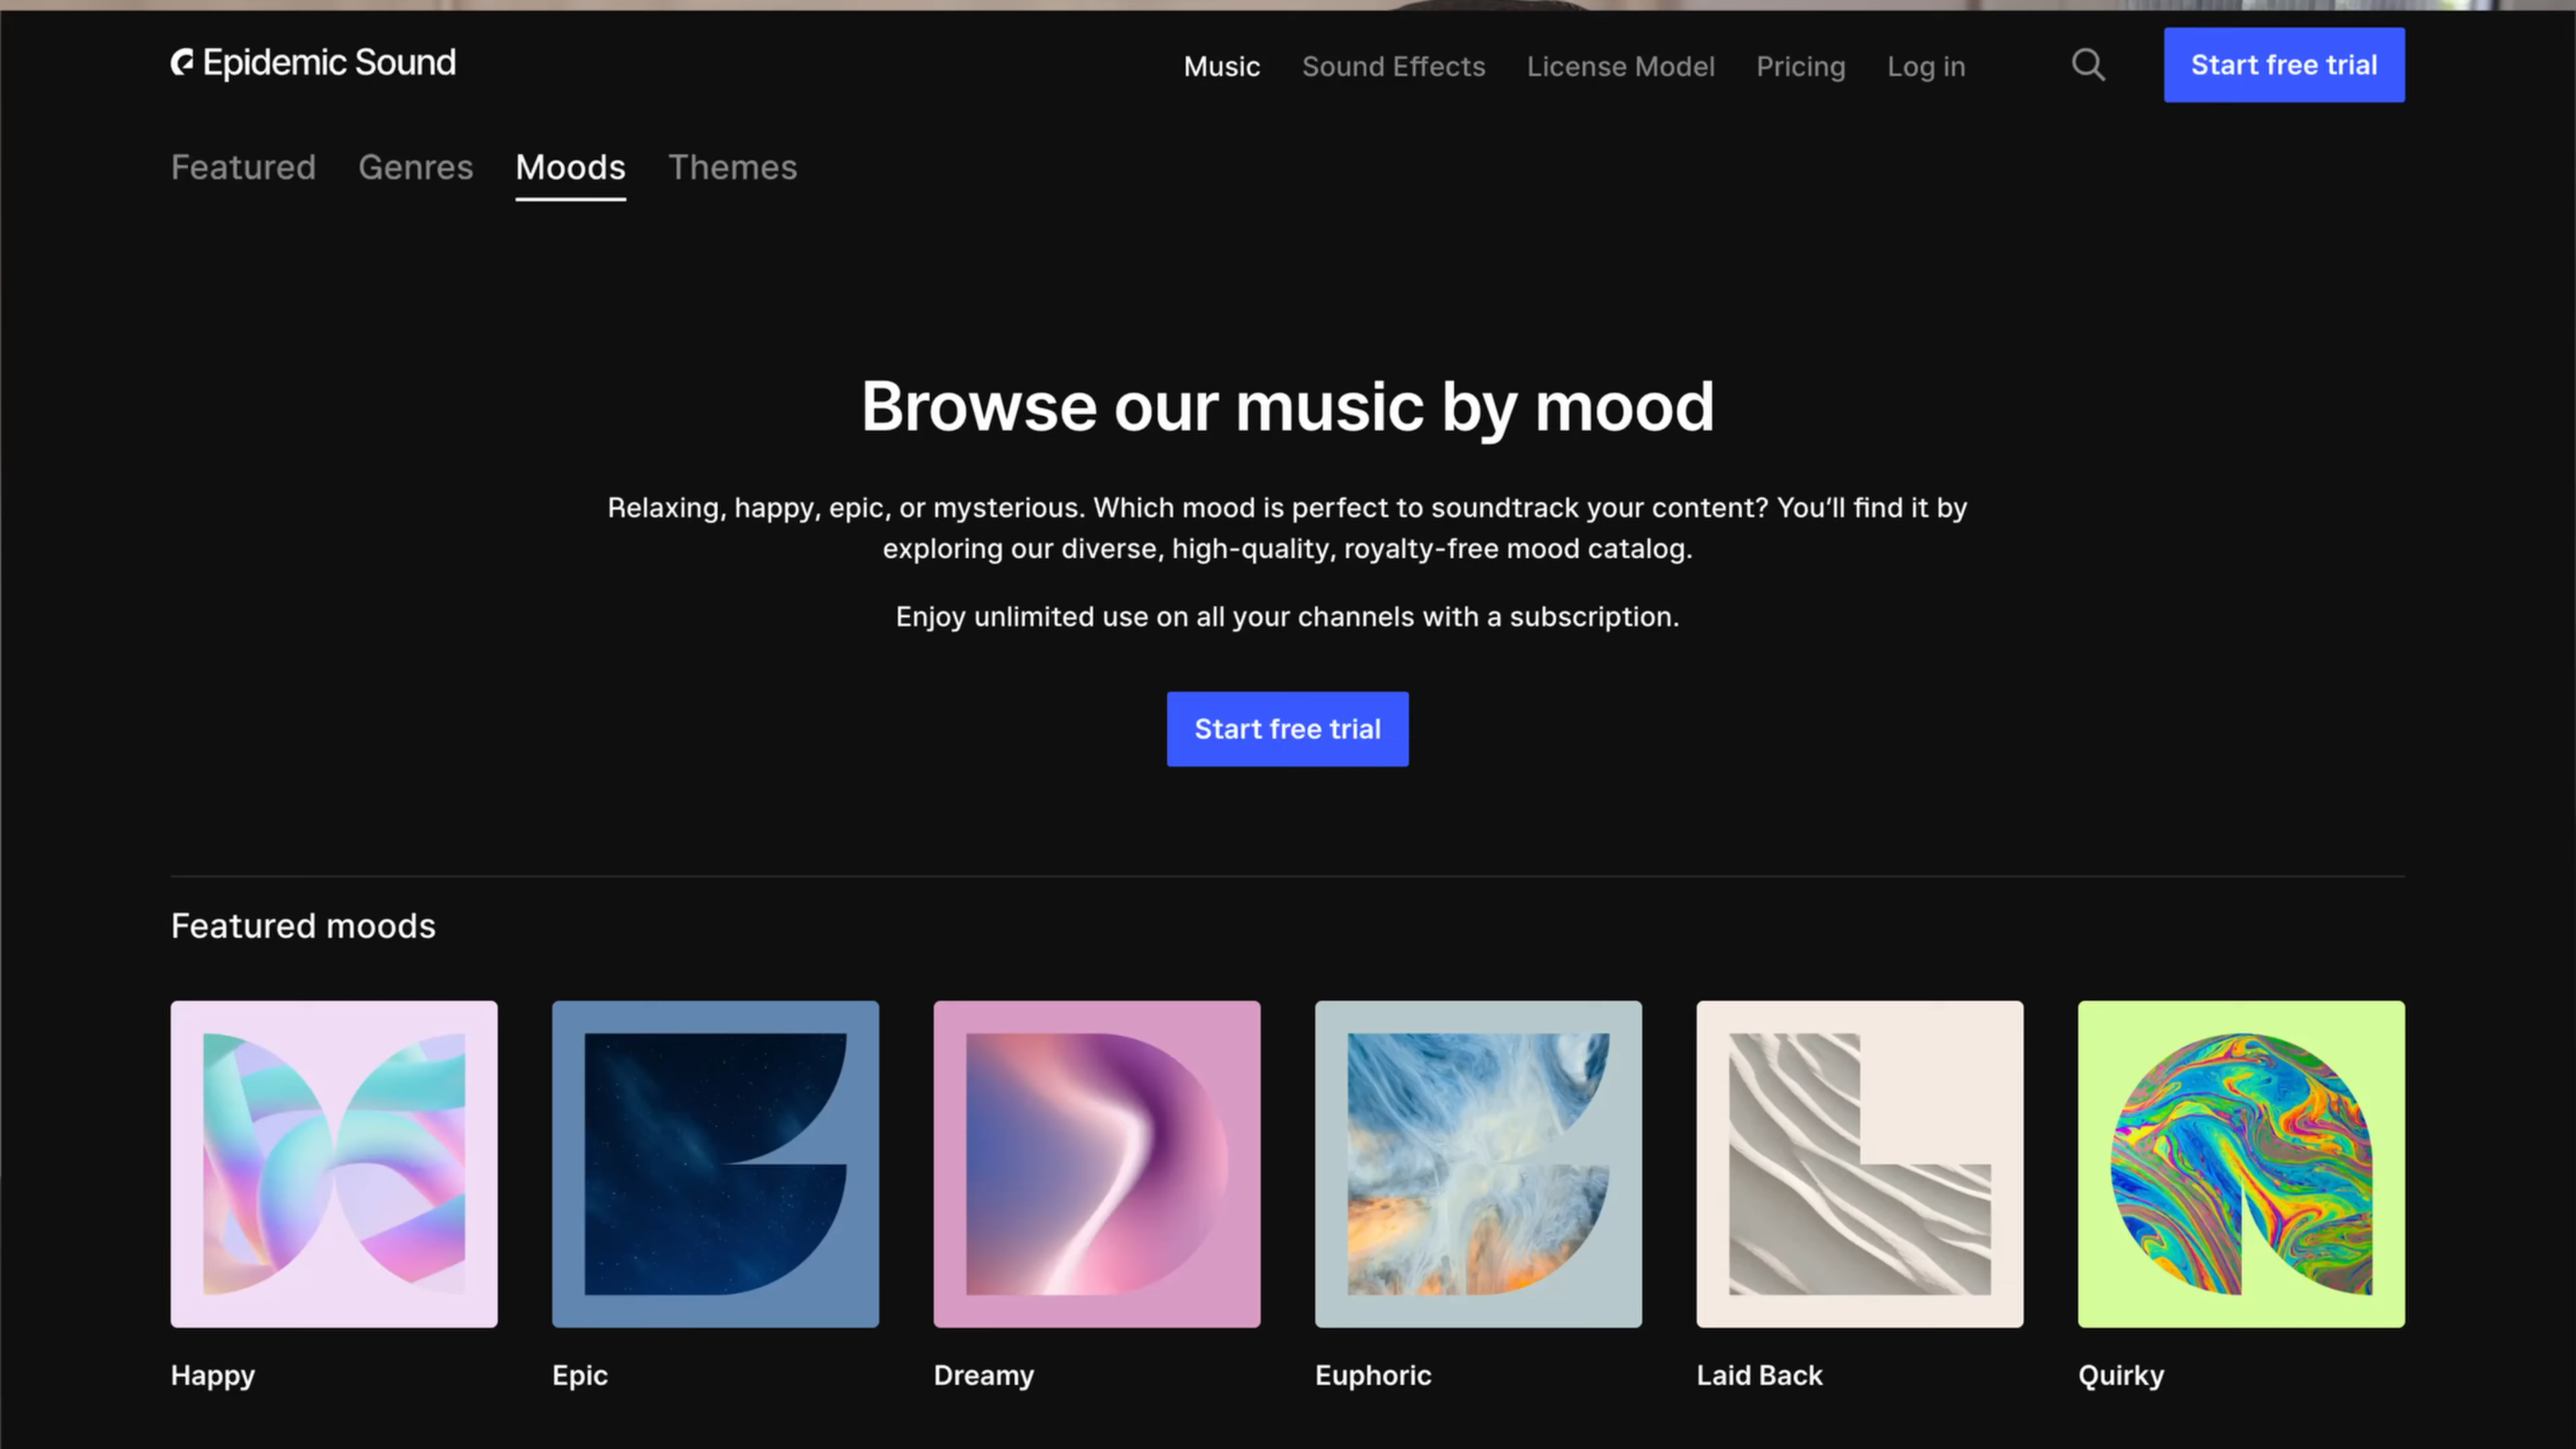 Epidemic Sound
Music Sound Effects License Model Pricing Log in Start free trial
Featured Genres Moods Themes
Browse our music by mood
Relaxing, happy, epic, or mysterious. Which mood is perfect to soundtrack your content? You’ll find it by
exploring our diverse, high-quality, royalty-free mood catalog.
Enjoy unlimited use on all your channels with a subscription.
Start free trial
Featured moods
Happy Epic Dreamy Euphoric Laid Back Quirky